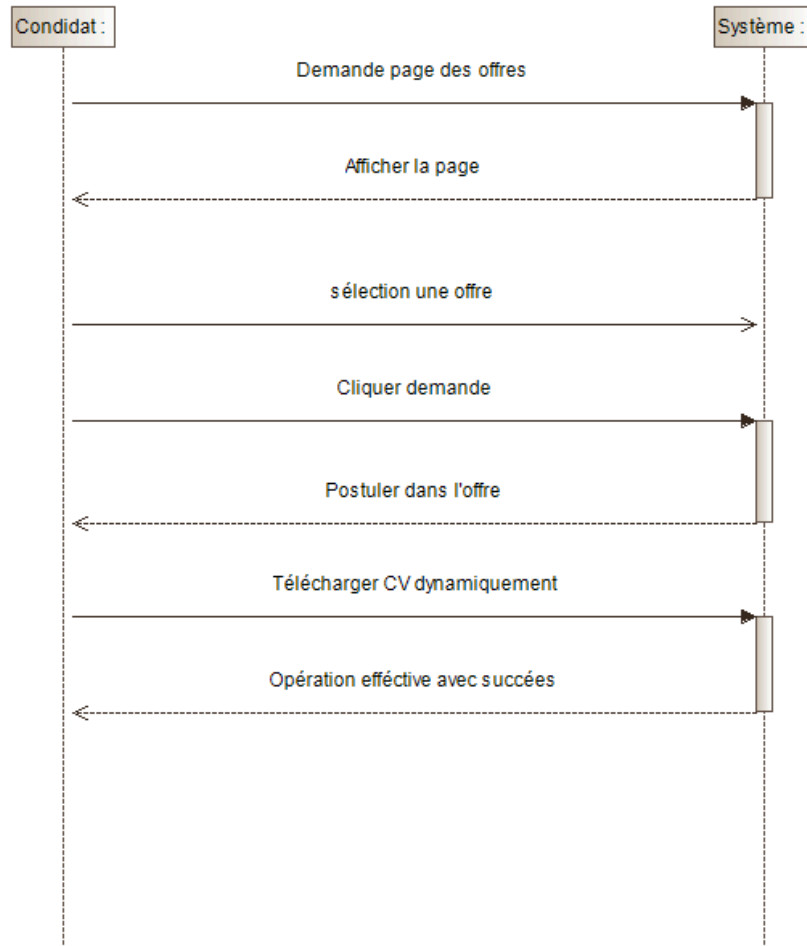 Condidat :
Système :
Demande page des offres
Afficher la page
sélection une offre
Cliquer demande
Postuler dans l'offre
Télécharger CV dynamiquement
Opération efféctive avec succées